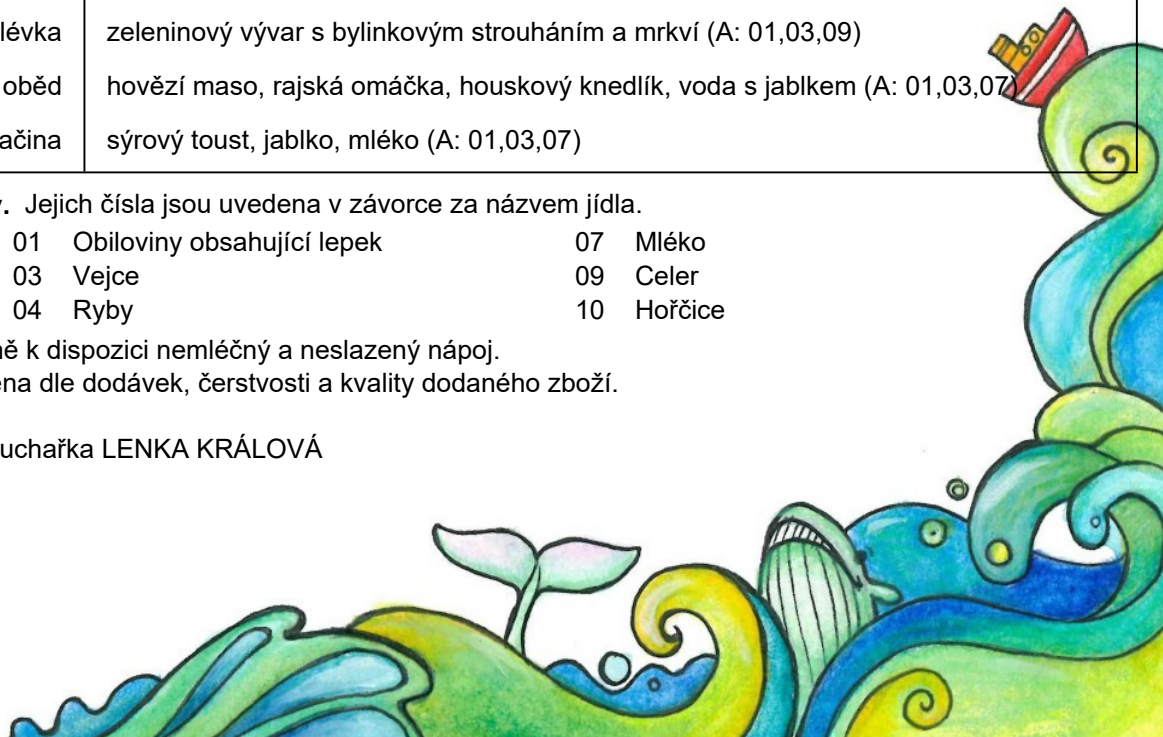 lévka zeleninový vývar s bylinkovým strouháním a mrkví (A: 01,03,09)
oběd hovězí maso, rajská omáčka, houskový knedlík, voda s jablkem (A: 01,03,07)
ačina sýrový toust, jablko, mléko (A: 01,03,07)
. Jejich čísla jsou uvedena v závorce za názvem jídla.
01 Obiloviny obsahující lepek 07 Mléko
03 Vejce 09 Celer
04 Ryby 10 Hořčice
ě k dispozici nemléčný a neslazený nápoj.
na dle dodávek, čerstvosti a kvality dodaného zboží.
uchařka LENKA KRÁLOVÁ